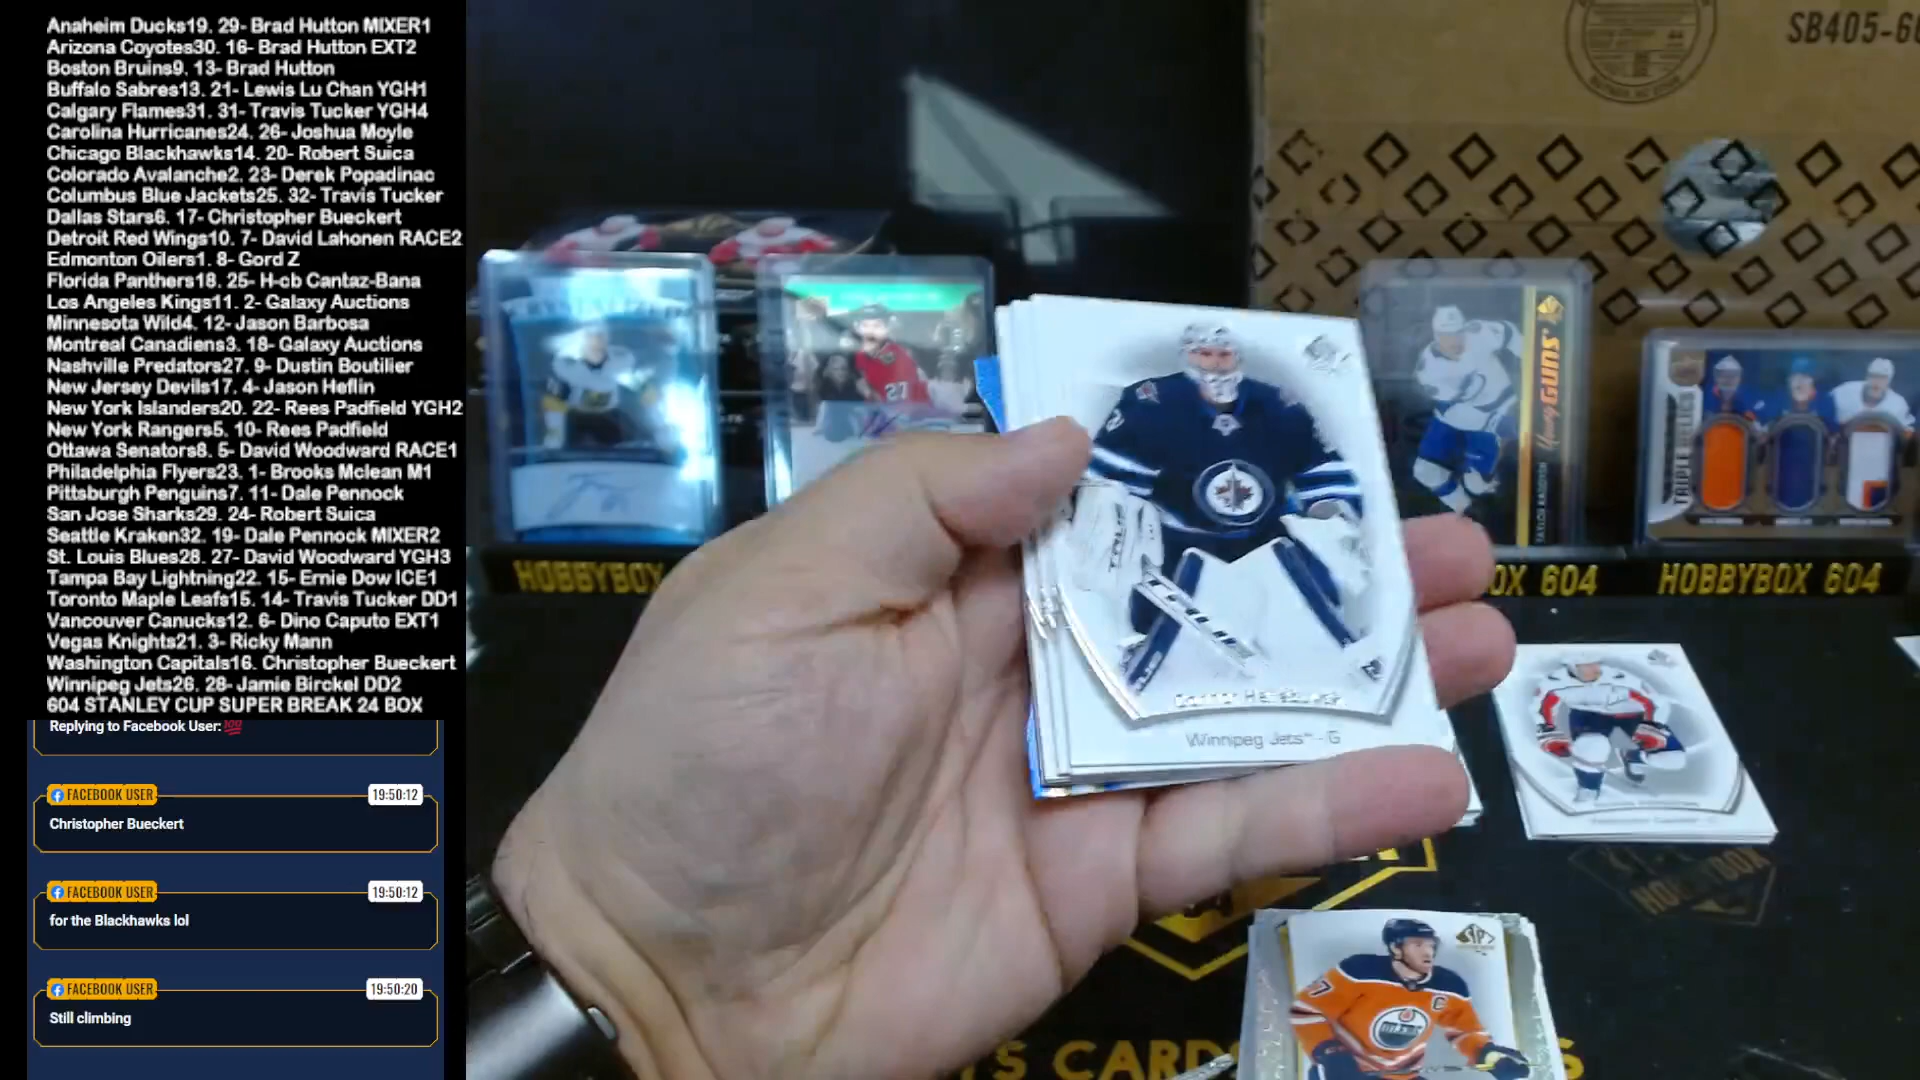 Anaheim Ducks19. 29- Brad Hutton MIXER1
Arizona Coyotes30. 16- Brad Hutton EXT2
Boston Bruins9. 13- Brad Hutton
Buffalo Sabres13. 21- Lewis Lu Chan YGH1
Calgary Flames31. 31- Travis Tucker YGH4
Carolina Hurricanes24. 26- Joshua Moyle
Chicago Blackhawks14. 20- Robert Suica
Colorado Avalanche2. 23- Derek Popadinac
Columbus Blue Jackets25. 32- Travis Tucker
Dallas Stars6. 17- Christopher Bueckert
Detroit Red Wings10. 7- David Lahonen RACE2
Edmonton Oilers1. 8- Gord Z
Florida Panthers18. 25- H-cb Cantaz-Bana
Los Angeles Kings11. 2- Galaxy Auctions
Minnesota Wild4. 12- Jason Barbosa
Montreal Canadiens3. 18- Galaxy Auctions
Nashville Predators27. 9- Dustin Boutilier
New Jersey Devils17. 4- Jason Heflin
New York Islanders20. 22- Rees Padfield YGH2
New York Rangers5. 10- Rees Padfield
Ottawa Senators8. 5- David Woodward RACE1
Philadelphia Flyers23. 1- Brooks Mclean M1
Pittsburgh Penguins7. 11- Dale Pennock
San Jose Sharks29. 24- Robert Suica
Seattle Kraken32. 19- Dale Pennock MIXER2
St. Louis Blues28. 27- David Woodward YGH3
Tampa Bay Lightning22. 15- Ernie Dow ICE1
Toronto Maple Leafs15. 14- Travis Tucker DD1
Vancouver Canucks12. 6- Dino Caputo EXT1
Vegas Knights21. 3- Ricky Mann
Washington Capitals16. Christopher Bueckert
Winnipeg Jets26. 28- Jamie Birckel DD2
604 STANLEY CUP SUPER BREAK 24 BOX
Replying to Facebook User:💯
FACEBOOK USER 19:50:12
Christopher Bueckert
FACEBOOK USER 19:50:12
for the Blackhawks lol
FACEBOOK USER 19:50:20
Still climbing
SB405-60
27
Young GUNS
TAYLOR RADDYSH
TRIPLE RELICS
HOBBYBOX
OX 604
HOBBYBOX 604
Winnipeg Jets - G
SP
C
HOBBYBOX
S CARD